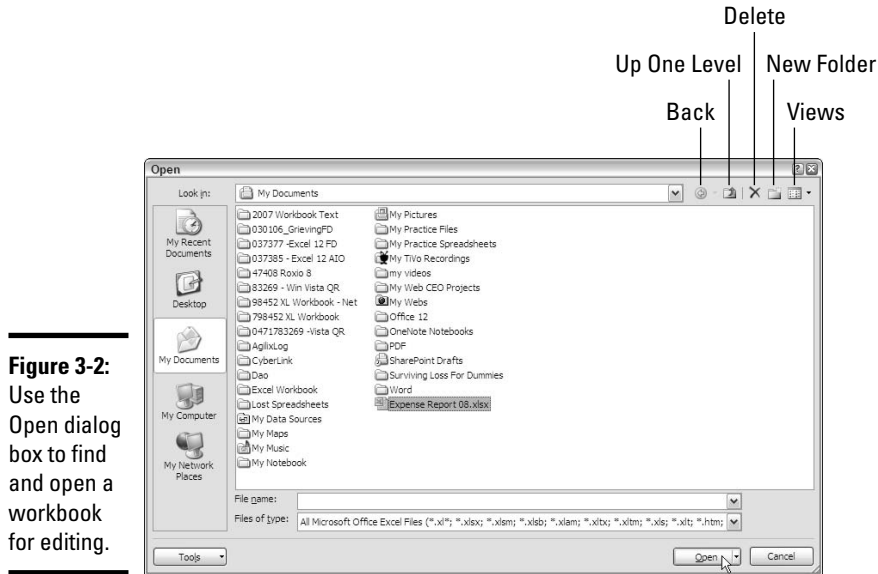 Delete
Up One Level New Folder
Back Views
Open
Look in: My Documents
My Recent
Documents
Desktop
My Documents
My Computer
My Network
Places
2007 Workbook Text
030106_GrievingFD
037377 -Excel 12 FD
037385 - Excel 12 AIO
47408 Roxio 8
83269 - Win Vista QR
98452 XL Workbook - Net
798452 XL Workbook
0471783269 -Vista QR
AgilixLog
CyberLink
Dao
Excel Workbook
Lost Spreadsheets
My Data Sources
My Maps
My Music
My Notebook
My Pictures
My Practice Files
My Practice Spreadsheets
My TiVo Recordings
my videos
My Web CEO Projects
My Webs
Office 12
OneNote Notebooks
PDF
SharePoint Drafts
Surviving Loss For Dummies
Word
Expense Report 08.xlsx
File name:
Files of type: All Microsoft Office Excel Files (*.xl*; *.xlsx; *.xlsm; *.xlsb; *.xlam; *.xltx; *.xltm; *.xls; *.xlt; *.htm;
Tools Open Cancel
Figure 3-2:
Use the
Open dialog
box to find
and open a
workbook
for editing.